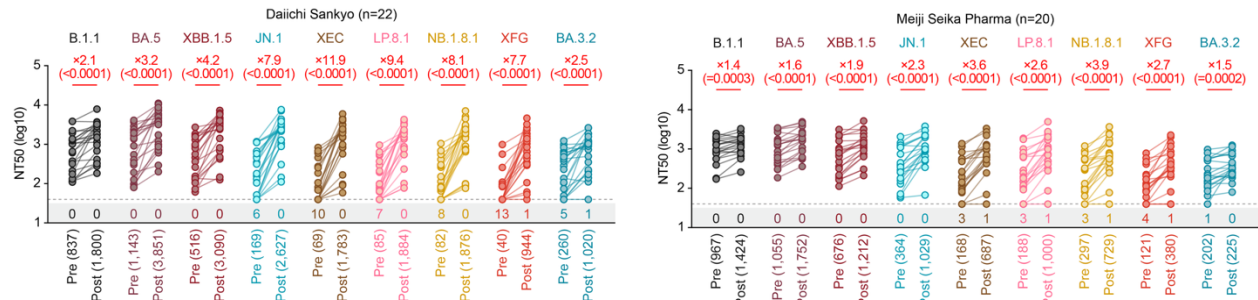 Daiichi Sankyo (n=22)
B.1.1 BA.5 XBB.1.5 JN.1 XEC LP.8.1 NB.1.8.1 XFG BA.3.2
×2.1 ×3.2 ×4.2 ×7.9 ×11.9 ×9.4 ×8.1 ×7.7 ×2.5
(<0.0001) (<0.0001) (<0.0001) (<0.0001) (<0.0001) (<0.0001) (<0.0001) (<0.0001) (<0.0001)
NT50 (log10)
5
4
3
2
1
0 0 0 0 0 0 6 0 10 0 7 0 8 0 13 1 5 1
Pre (837)
Post (1,800)
Pre (1,143)
Post (3,851)
Pre (516)
Post (3,090)
Pre (169)
Post (2,627)
Pre (69)
Post (1,783)
Pre (85)
Post (1,884)
Pre (82)
Post (1,876)
Pre (40)
Post (944)
Pre (260)
Post (1,020)
Meiji Seika Pharma (n=20)
B.1.1 BA.5 XBB.1.5 JN.1 XEC LP.8.1 NB.1.8.1 XFG BA.3.2
×1.4 ×1.6 ×1.9 ×2.3 ×3.6 ×2.6 ×3.9 ×2.7 ×1.5
(=0.0003) (<0.0001) (<0.0001) (<0.0001) (<0.0001) (<0.0001) (<0.0001) (<0.0001) (=0.0002)
NT50 (log10)
5
4
3
2
1
0 0 0 0 0 0 0 0 3 1 3 1 3 1 4 1 1 0
Pre (967)
Post (1,424)
Pre (1,055)
Post (1,752)
Pre (676)
Post (1,212)
Pre (364)
Post (1,029)
Pre (168)
Post (687)
Pre (188)
Post (1,000)
Pre (297)
Post (729)
Pre (121)
Post (380)
Pre (202)
Post (225)